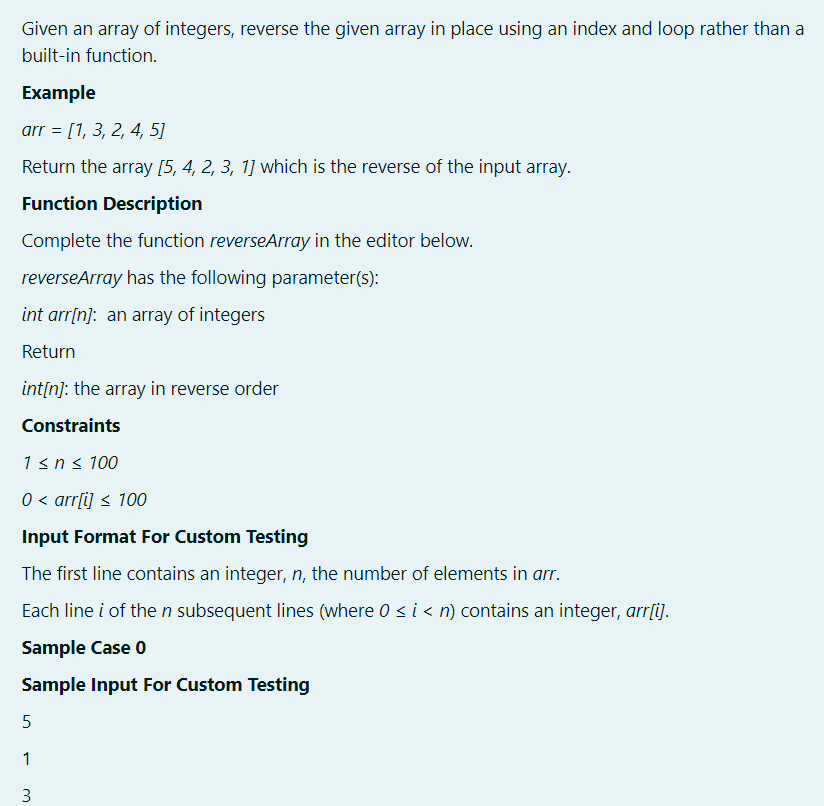 Given an array of integers, reverse the given array in place using an index and loop rather than a
built-in function.
Example
arr = [1, 3, 2, 4, 5]
Return the array [5, 4, 2, 3, 1] which is the reverse of the input array.
Function Description
Complete the function reverseArray in the editor below.
reverseArray has the following parameter(s):
int arr[n]:  an array of integers
Return
int[n]: the array in reverse order
Constraints
1 ≤ n ≤ 100
0 < arr[i] ≤ 100
Input Format For Custom Testing
The first line contains an integer, n, the number of elements in arr.
Each line i of the n subsequent lines (where 0 ≤ i < n) contains an integer, arr[i].
Sample Case 0
Sample Input For Custom Testing
5
1
3